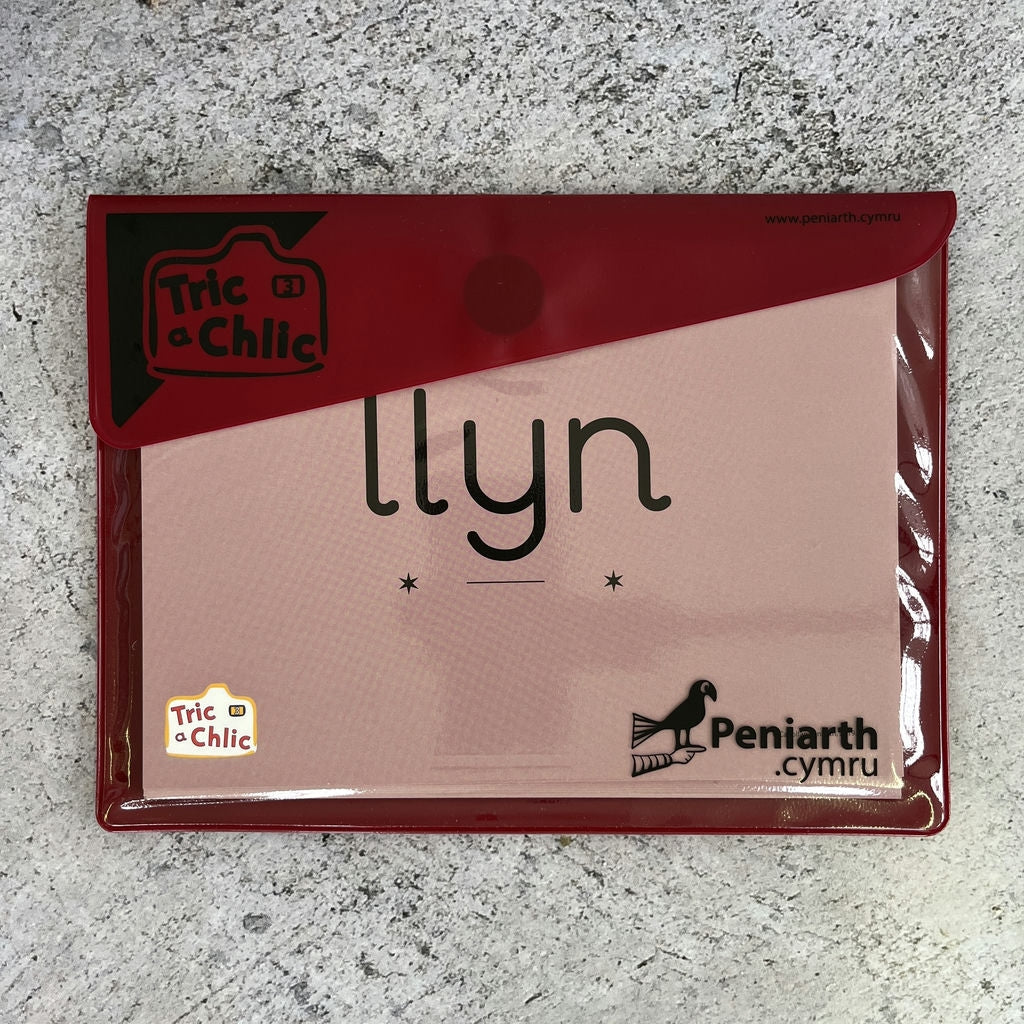 www.peniarth.cymru
Tric 3
a Chlic
llyn
Tric 3
a Chlic
Peniarth
.cymru